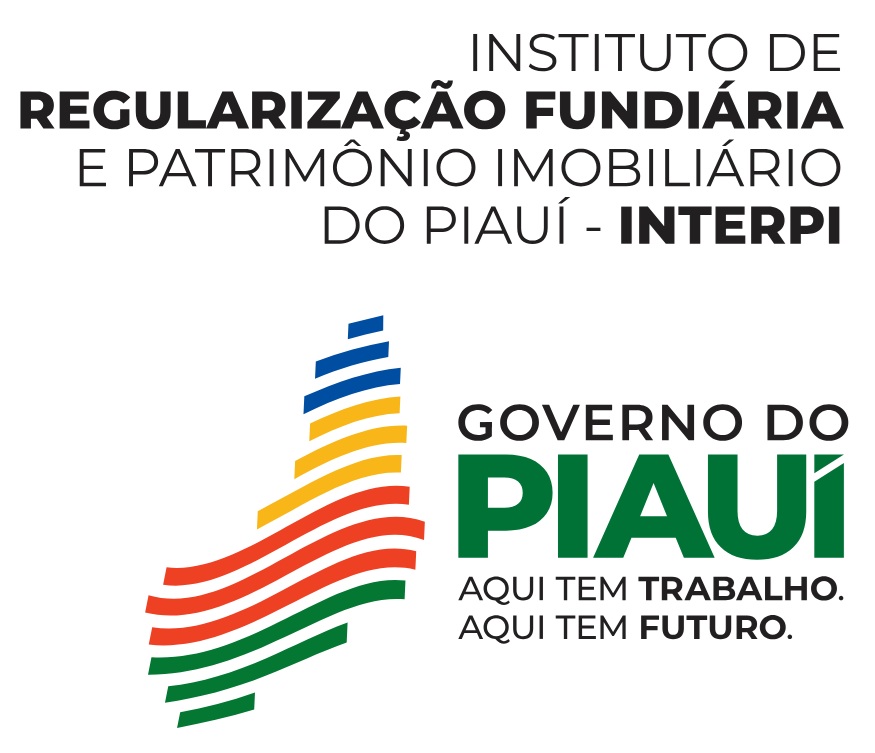 INSTITUTO DE
REGULARIZAÇÃO FUNDIÁRIA
E PATRIMÔNIO IMOBILIÁRIO
DO PIAUÍ - INTERPI
GOVERNO DO
PIAUÍ
AQUI TEM TRABALHO.
AQUI TEM FUTURO.